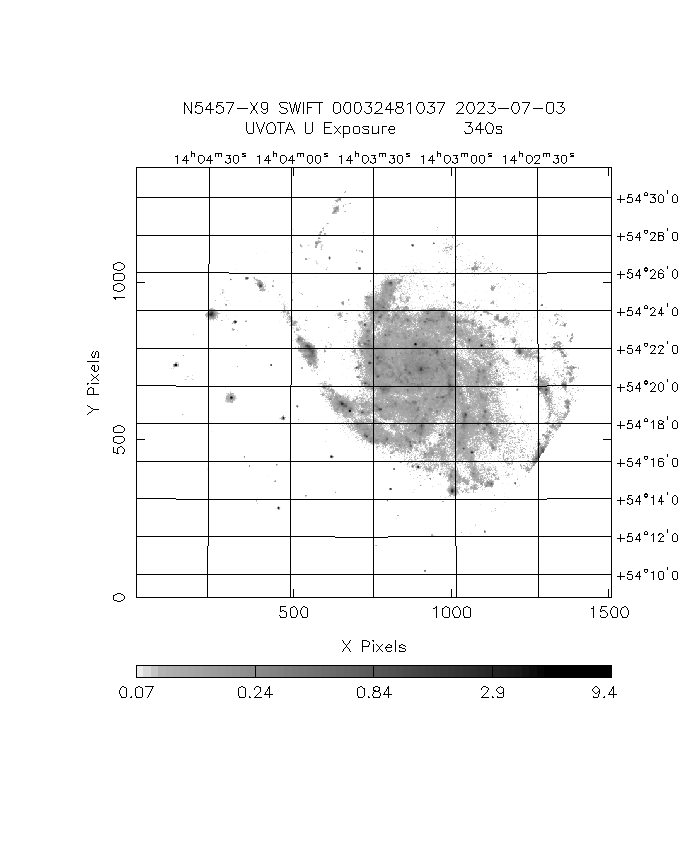 N5457-X9 SWIFT 00032481037 2023-07-03
UVOTA U Exposure 340s
14h04m30s 14h04m00s 14h03m30s 14h03m00s 14h02m30s
+54°30'0
+54°28'0
+54°26'0
+54°24'0
+54°22'0
+54°20'0
+54°18'0
+54°16'0
+54°14'0
+54°12'0
+54°10'0
1000
500
0
Y Pixels
500 1000 1500
X Pixels
0.07 0.24 0.84 2.9 9.4